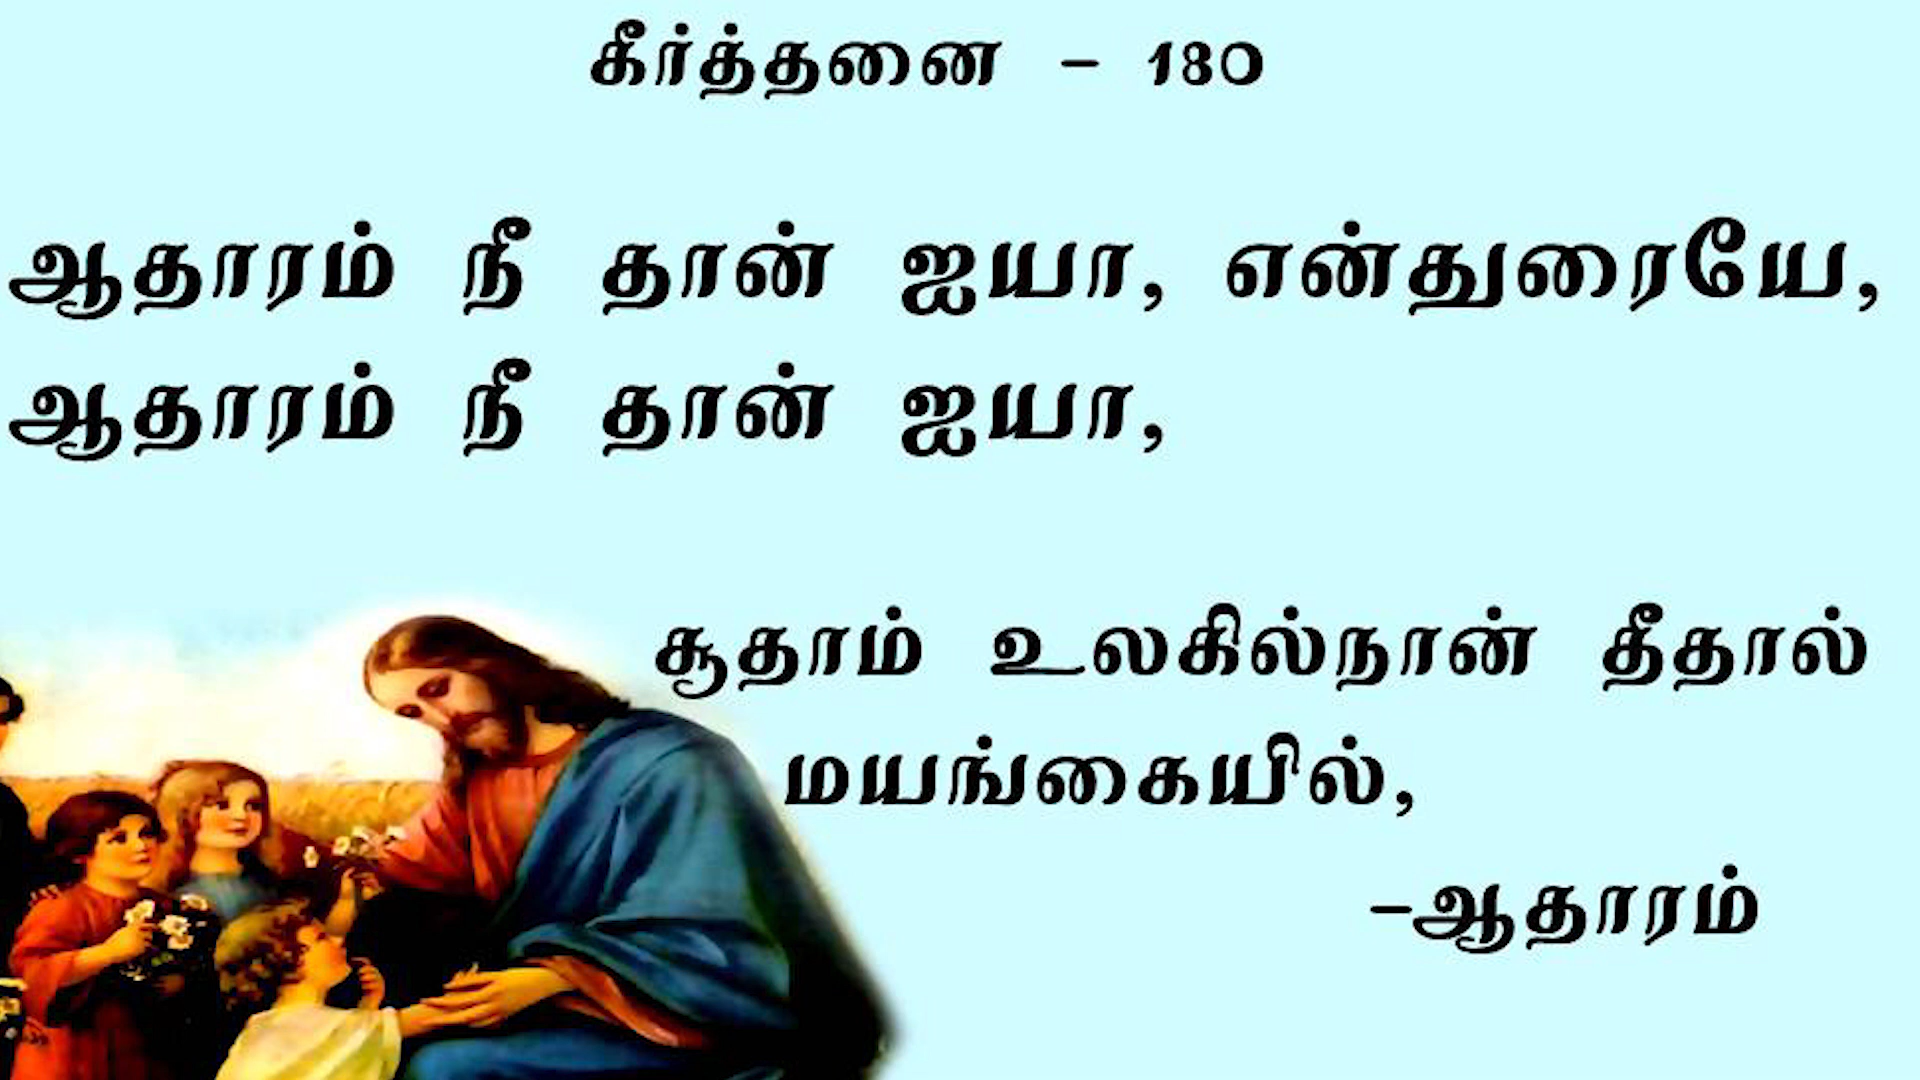 கீர்த்தனை - 180
ஆதாரம் நீ தான் ஐயா, என்துரையே,
ஆதாரம் நீ தான் ஐயா,
சூதாம் உலகில்நான் தீதால்
மயங்கையில்,
-ஆதாரம்